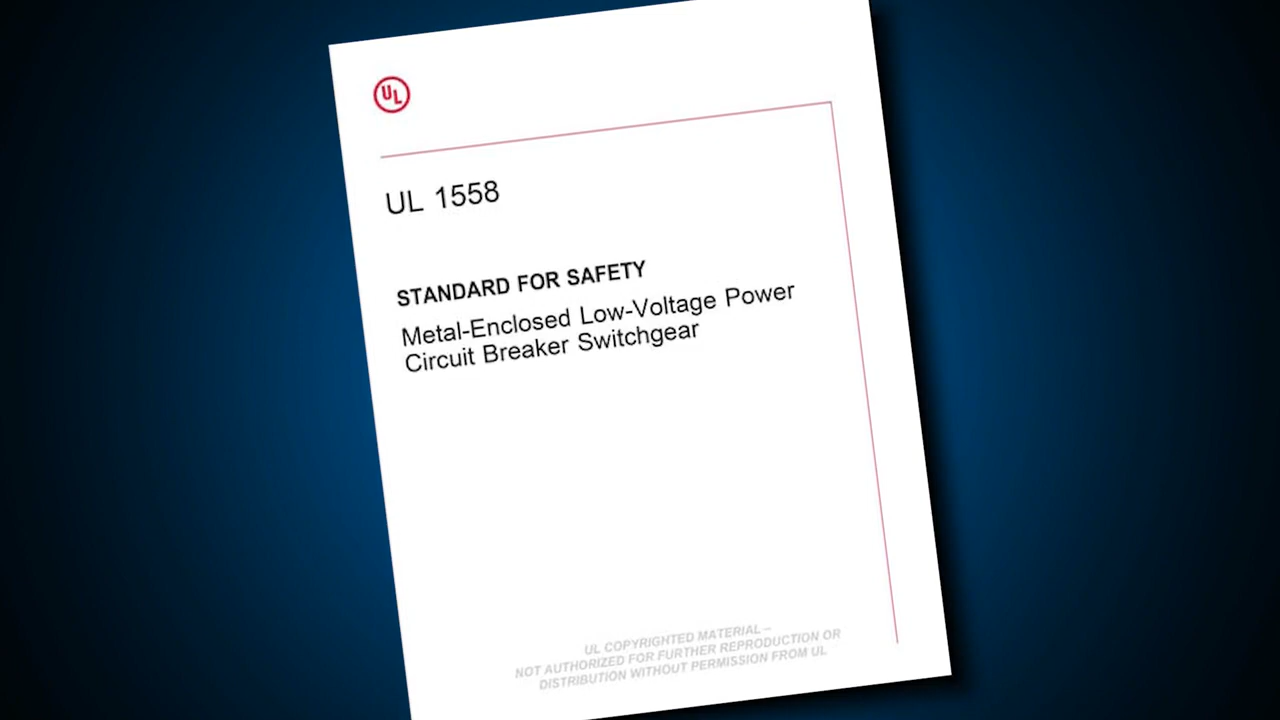 UL
UL 1558
STANDARD FOR SAFETY
Metal-Enclosed Low-Voltage Power
Circuit Breaker Switchgear
UL COPYRIGHTED MATERIAL –
NOT AUTHORIZED FOR FURTHER REPRODUCTION OR
DISTRIBUTION WITHOUT PERMISSION FROM UL